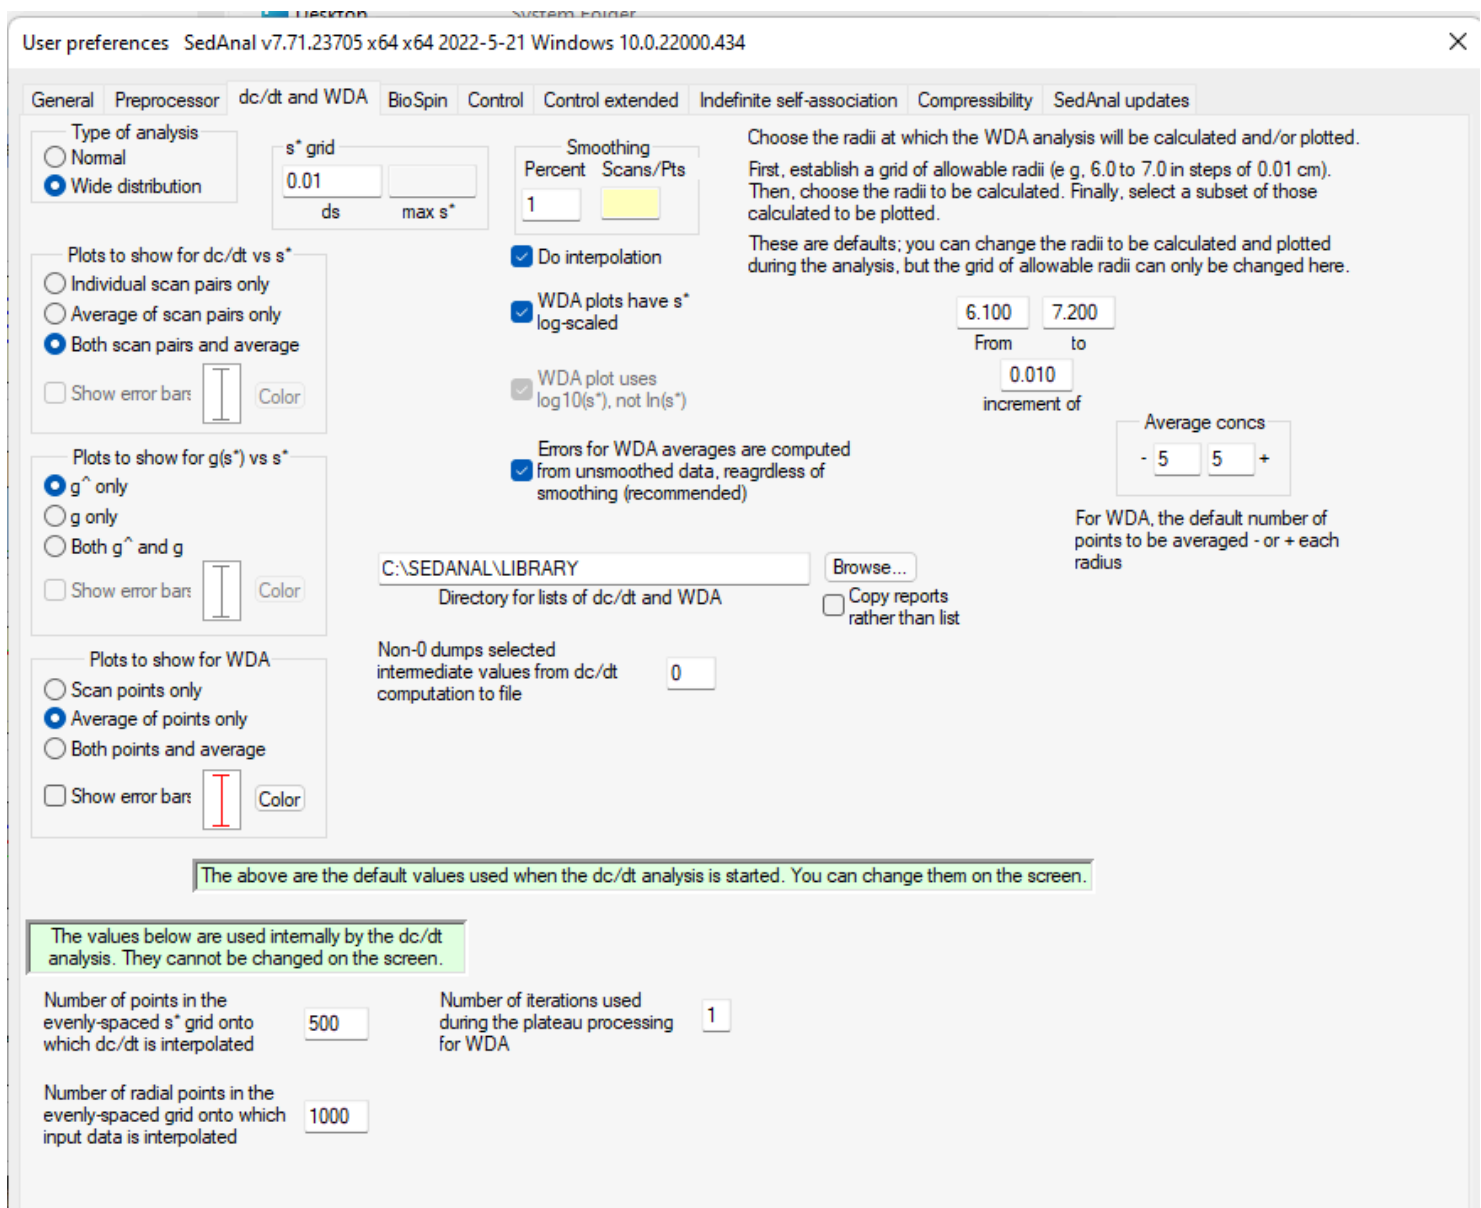 Desktop
System Folder
User preferences   SedAnal v7.71.23705 x64 x64 2022-5-21 Windows 10.0.22000.434
General
Preprocessor
dc/dt and WDA
BioSpin
Control
Control extended
Indefinite self-association
Compressibility
SedAnal updates
Type of analysis
Normal
Wide distribution
s* grid
0.01
ds
max s*
Smoothing
Percent
Scans/Pts
1
Choose the radii at which the WDA analysis will be calculated and/or plotted.
First, establish a grid of allowable radii (e g, 6.0 to 7.0 in steps of 0.01 cm).
Then, choose the radii to be calculated. Finally, select a subset of those
calculated to be plotted.
These are defaults; you can change the radii to be calculated and plotted
during the analysis, but the grid of allowable radii can only be changed here.
Plots to show for dc/dt vs s*
Individual scan pairs only
Average of scan pairs only
Both scan pairs and average
Show error bars
Color
Do interpolation
WDA plots have s*
log-scaled
WDA plot uses
log10(s*), not ln(s*)
Errors for WDA averages are computed
from unsmoothed data, reagrdless of
smoothing (recommended)
6.100
7.200
From
to
0.010
increment of
Average concs
- 5
5 +
For WDA, the default number of
points to be averaged - or + each
radius
Plots to show for g(s*) vs s*
g^ only
g only
Both g^ and g
Show error bars
Color
C:\SEDANAL\LIBRARY
Browse...
Directory for lists of dc/dt and WDA
Copy reports
rather than list
Non-0 dumps selected
intermediate values from dc/dt
computation to file
0
Plots to show for WDA
Scan points only
Average of points only
Both points and average
Show error bars
Color
The above are the default values used when the dc/dt analysis is started. You can change them on the screen.
The values below are used internally by the dc/dt
analysis. They cannot be changed on the screen.
Number of points in the
evenly-spaced s* grid onto
which dc/dt is interpolated
500
Number of iterations used
during the plateau processing
for WDA
1
Number of radial points in the
evenly-spaced grid onto which
input data is interpolated
1000